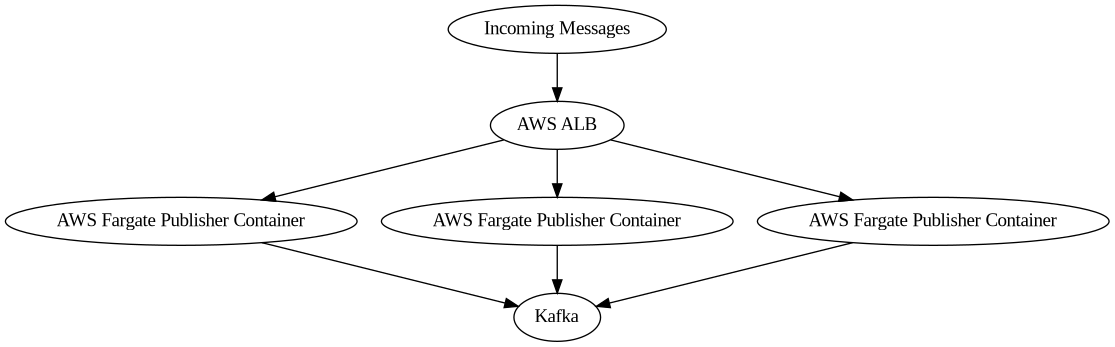 Incoming Messages
AWS ALB
AWS Fargate Publisher Container
AWS Fargate Publisher Container
AWS Fargate Publisher Container
Kafka